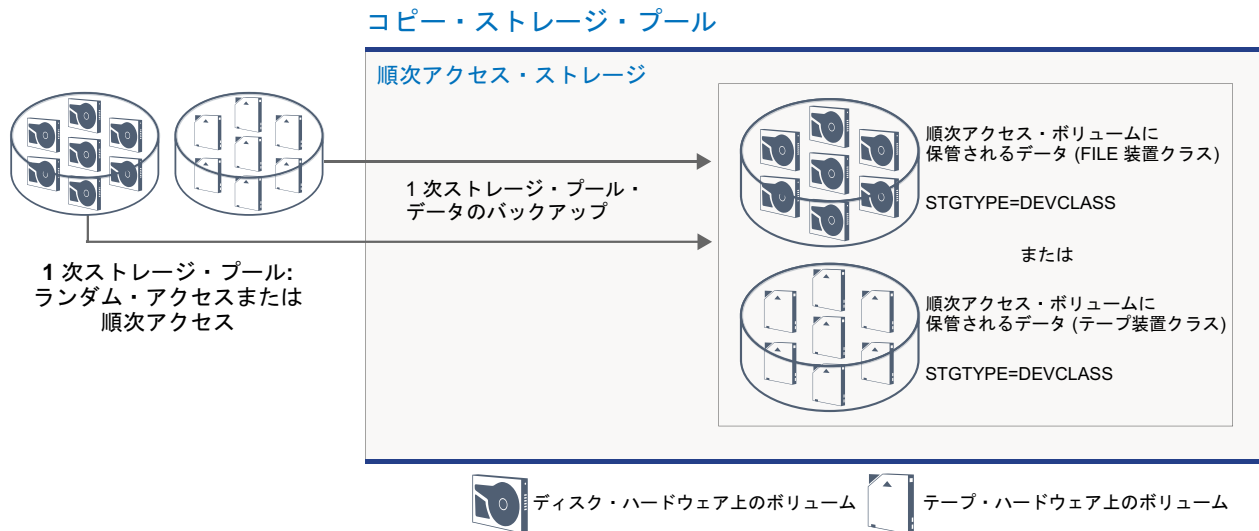 コピー・ストレージ・プール
順次アクセス・ストレージ
順次アクセス・ボリュームに
保管されるデータ (FILE 装置クラス)
STGTYPE=DEVCLASS
または
順次アクセス・ボリュームに
保管されるデータ (テープ装置クラス)
STGTYPE=DEVCLASS
1 次ストレージ・プール・
データのバックアップ
1 次ストレージ・プール:
ランダム・アクセスまたは
順次アクセス
ディスク・ハードウェア上のボリューム
テープ・ハードウェア上のボリューム